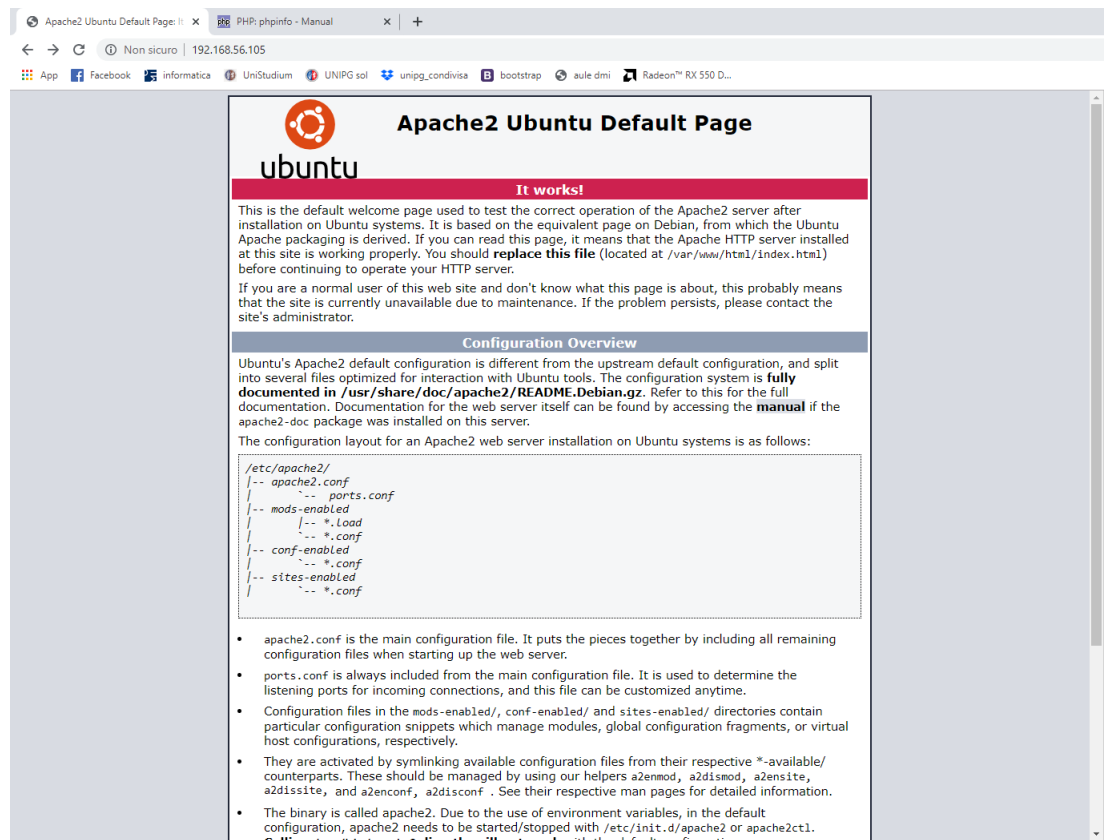 Apache2 Ubuntu Default Page: It
PHP: phpinfo - Manual
Non sicuro | 192.168.56.105
App Facebook informatica UniStudium UNIPG sol unipg_condivisa bootstrap aule dmi Radeon™ RX 550 D...
ubuntu
Apache2 Ubuntu Default Page
It works!
This is the default welcome page used to test the correct operation of the Apache2 server after
installation on Ubuntu systems. It is based on the equivalent page on Debian, from which the Ubuntu
Apache packaging is derived. If you can read this page, it means that the Apache HTTP server installed
at this site is working properly. You should replace this file (located at /var/www/html/index.html)
before continuing to operate your HTTP server.
If you are a normal user of this web site and don't know what this page is about, this probably means
that the site is currently unavailable due to maintenance. If the problem persists, please contact the
site's administrator.
Configuration Overview
Ubuntu's Apache2 default configuration is different from the upstream default configuration, and split
into several files optimized for interaction with Ubuntu tools. The configuration system is fully
documented in /usr/share/doc/apache2/README.Debian.gz. Refer to this for the full
documentation. Documentation for the web server itself can be found by accessing the manual if the
apache2-doc package was installed on this server.
The configuration layout for an Apache2 web server installation on Ubuntu systems is as follows:
/etc/apache2/
|-- apache2.conf
|       `--  ports.conf
|-- mods-enabled
|       |-- *.load
|       `-- *.conf
|-- conf-enabled
|       `-- *.conf
|-- sites-enabled
|       `-- *.conf
• apache2.conf is the main configuration file. It puts the pieces together by including all remaining
configuration files when starting up the web server.
• ports.conf is always included from the main configuration file. It is used to determine the
listening ports for incoming connections, and this file can be customized anytime.
• Configuration files in the mods-enabled/, conf-enabled/ and sites-enabled/ directories contain
particular configuration snippets which manage modules, global configuration fragments, or virtual
host configurations, respectively.
• They are activated by symlinking available configuration files from their respective *-available/
counterparts. These should be managed by using our helpers a2enmod, a2dismod, a2ensite,
a2dissite, and a2enconf, a2disconf . See their respective man pages for detailed information.
• The binary is called apache2. Due to the use of environment variables, in the default
configuration, apache2 needs to be started/stopped with /etc/init.d/apache2 or apache2ctl.